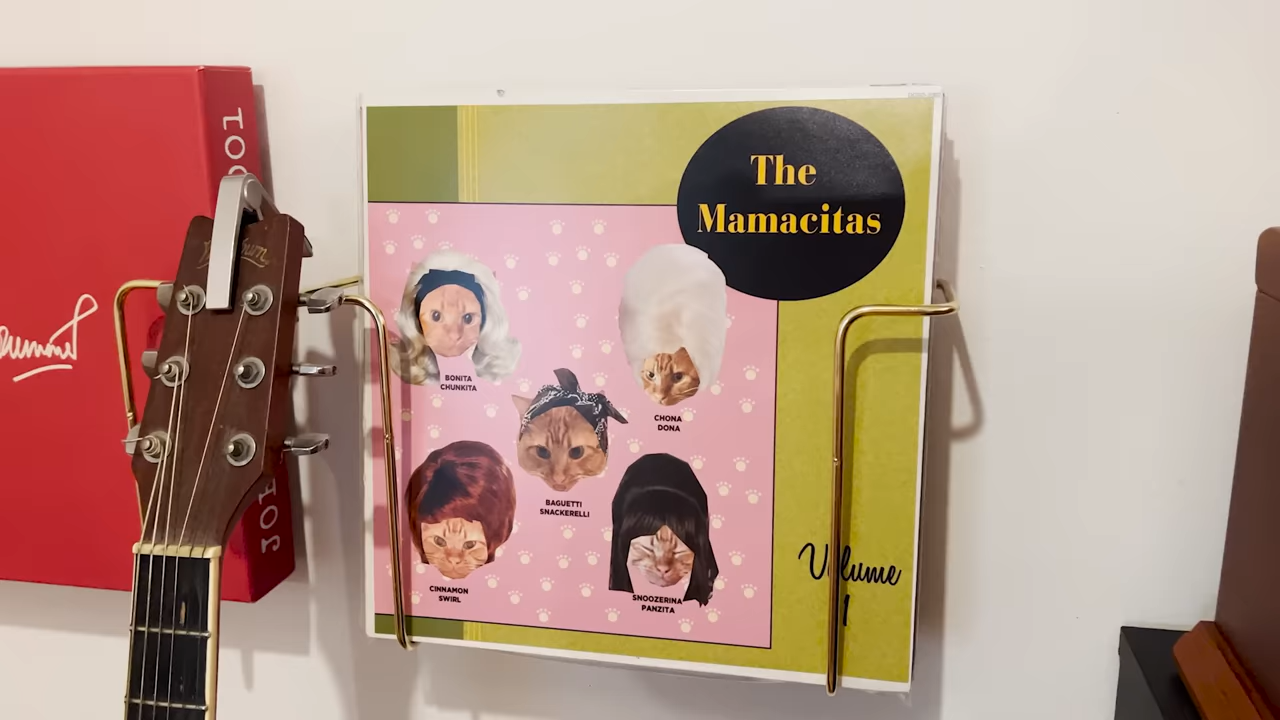 The
Mamacitas
BONITA
CHUNKITA
CHONA
DONA
BAGUETTI
SNACKERELLI
CINNAMON
SWIRL
SNOOZERINA
PANZITA
Volume
1